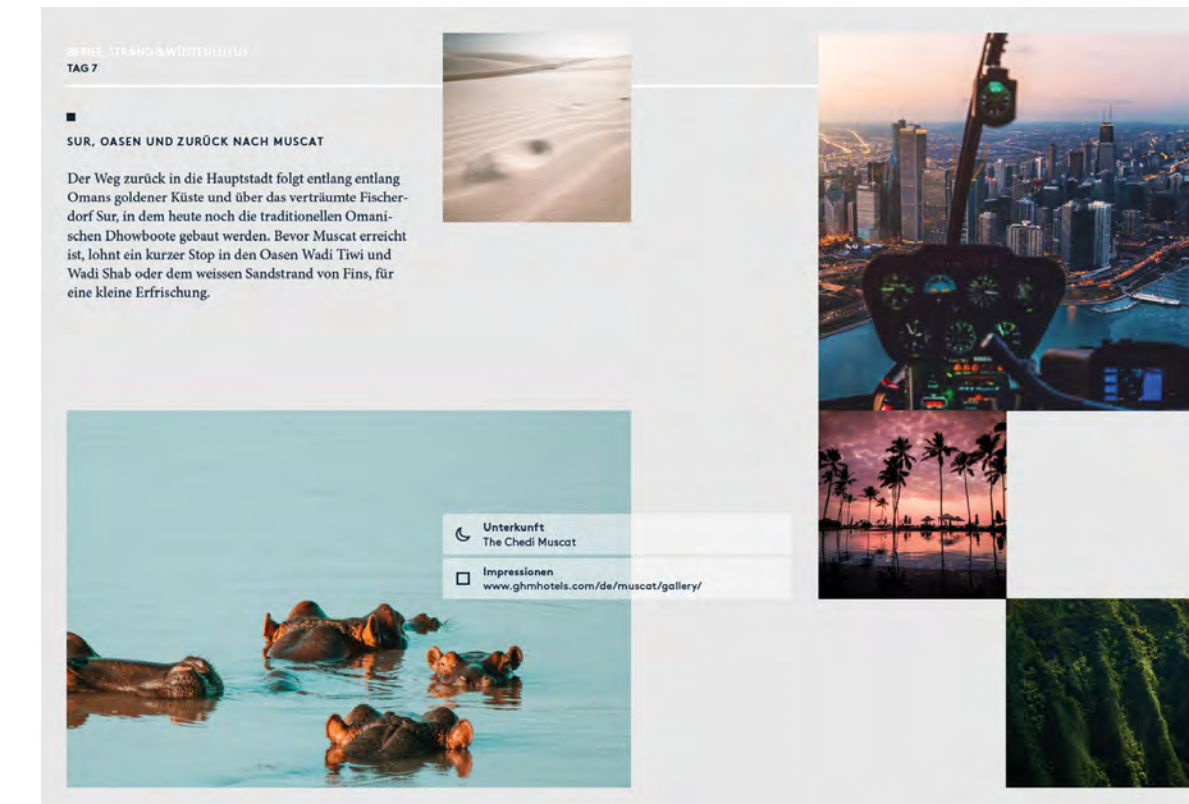 BERGE, STRAND & WÜSTENLUXUS
TAG 7
SUR, OASEN UND ZURÜCK NACH MUSCAT
Der Weg zurück in die Hauptstadt folgt entlang entlang
Omans goldener Küste und über das verträumte Fischer-
dorf Sur, in dem heute noch die traditionellen Omani-
schen Dhowboote gebaut werden. Bevor Muscat erreicht
ist, lohnt ein kurzer Stop in den Oasen Wadi Tiwi und
Wadi Shab oder dem weissen Sandstrand von Fins, für
eine kleine Erfrischung.
Unterkunft
The Chedi Muscat
Impressionen
www.ghmhotels.com/de/muscat/gallery/